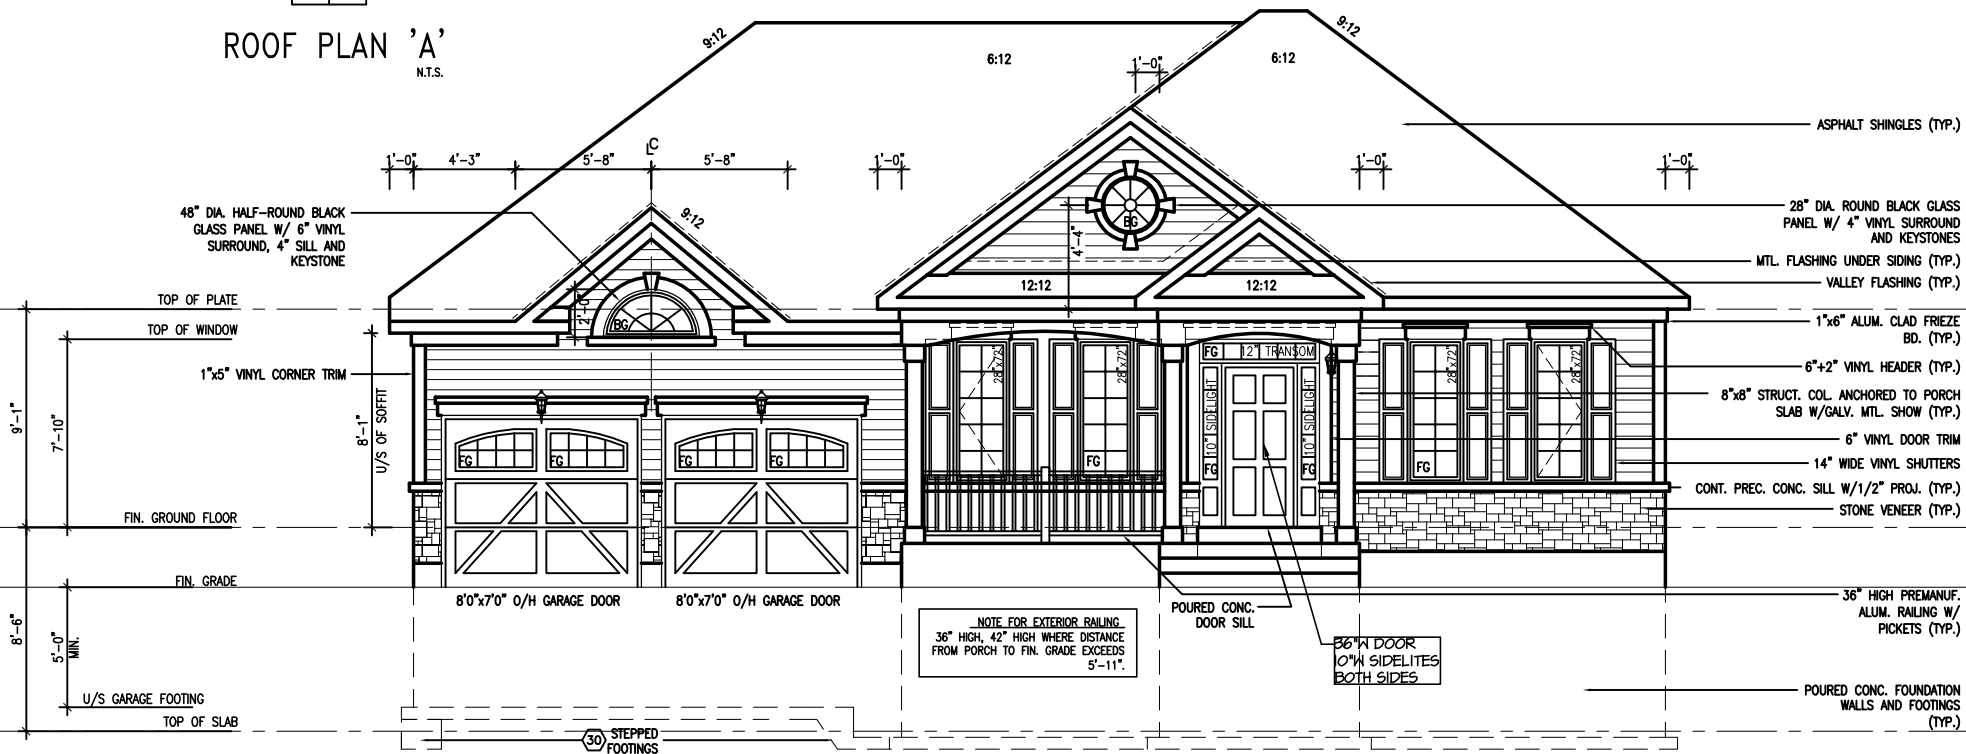 ROOF PLAN 'A'
N.T.S.
9:12
6:12
1'-0"
6:12
9:12
ASPHALT SHINGLES (TYP.)
1'-0"
4'-3"
5'-8"
CL
5'-8"
1'-0"
1'-0"
1'-0"
48" DIA. HALF-ROUND BLACK
GLASS PANEL W/ 6" VINYL
SURROUND, 4" SILL AND
KEYSTONE
9:12
BG
4'-4"
28" DIA. ROUND BLACK GLASS
PANEL W/ 4" VINYL SURROUND
AND KEYSTONES
MTL. FLASHING UNDER SIDING (TYP.)
VALLEY FLASHING (TYP.)
12:12
12:12
TOP OF PLATE
2'-0"
BG
TOP OF WINDOW
1"x6" ALUM. CLAD FRIEZE
BD. (TYP.)
1"x5" VINYL CORNER TRIM
28"x72"
28"x72"
FG
12" TRANSOM
28"x72"
28"x72"
6"+2" VINYL HEADER (TYP.)
8"x8" STRUCT. COL. ANCHORED TO PORCH
SLAB W/GALV. MTL. SHOW (TYP.)
9'-1"
7'-10"
8'-1"
U/S OF SOFFIT
10" SIDELIGHT
10" SIDELIGHT
6" VINYL DOOR TRIM
FG
FG
FG
FG
FG
FG
FG
FG
14" WIDE VINYL SHUTTERS
CONT. PREC. CONC. SILL W/1/2" PROJ. (TYP.)
STONE VENEER (TYP.)
FIN. GROUND FLOOR
FIN. GRADE
8'0"x7'0" O/H GARAGE DOOR
8'0"x7'0" O/H GARAGE DOOR
POURED CONC.
DOOR SILL
36" HIGH PREMANUF.
ALUM. RAILING W/
PICKETS (TYP.)
NOTE FOR EXTERIOR RAILING
36" HIGH, 42" HIGH WHERE DISTANCE
FROM PORCH TO FIN. GRADE EXCEEDS
5'-11".
36"W DOOR
10"W SIDELITES
BOTH SIDES
8'-6"
5'-0"
MIN.
U/S GARAGE FOOTING
TOP OF SLAB
POURED CONC. FOUNDATION
WALLS AND FOOTINGS
(TYP.)
30
STEPPED
FOOTINGS